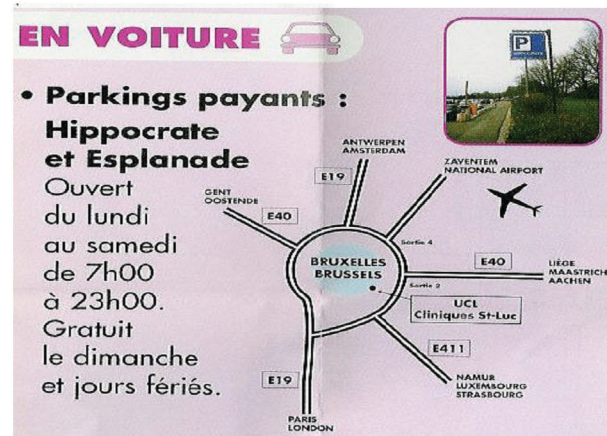 EN VOITURE
P
• Parkings payants :
Hippocrate
et Esplanade
Ouvert
du lundi
au samedi
de 7h00
à 23h00.
Gratuit
le dimanche
et jours fériés.
ANTWERPEN
AMSTERDAM
E19
ZAVENTEM
NATIONAL AIRPORT
GENT
OOSTENDE
E40
Sortie 4
BRUXELLES
BRUSSELS
E40
LIÈGE
MAASTRICH
AACHEN
Sortie 2
UCL
Cliniques St-Luc
E411
E19
NAMUR
LUXEMBOURG
STRASBOURG
PARIS
LONDON